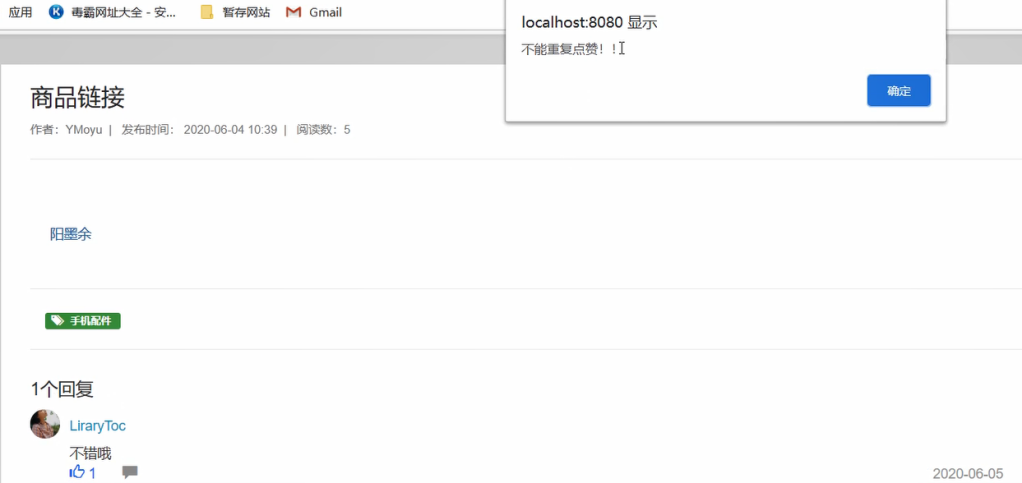 应用 毒霸网址大全 - 安... 暂存网站 Gmail
localhost:8080 显示
不能重复点赞！！
确定
商品链接
作者：YMoyu | 发布时间： 2020-06-04 10:39 | 阅读数：5
阳墨余
手机配件
1个回复
LiraryToc
不错哦
1
2020-06-05